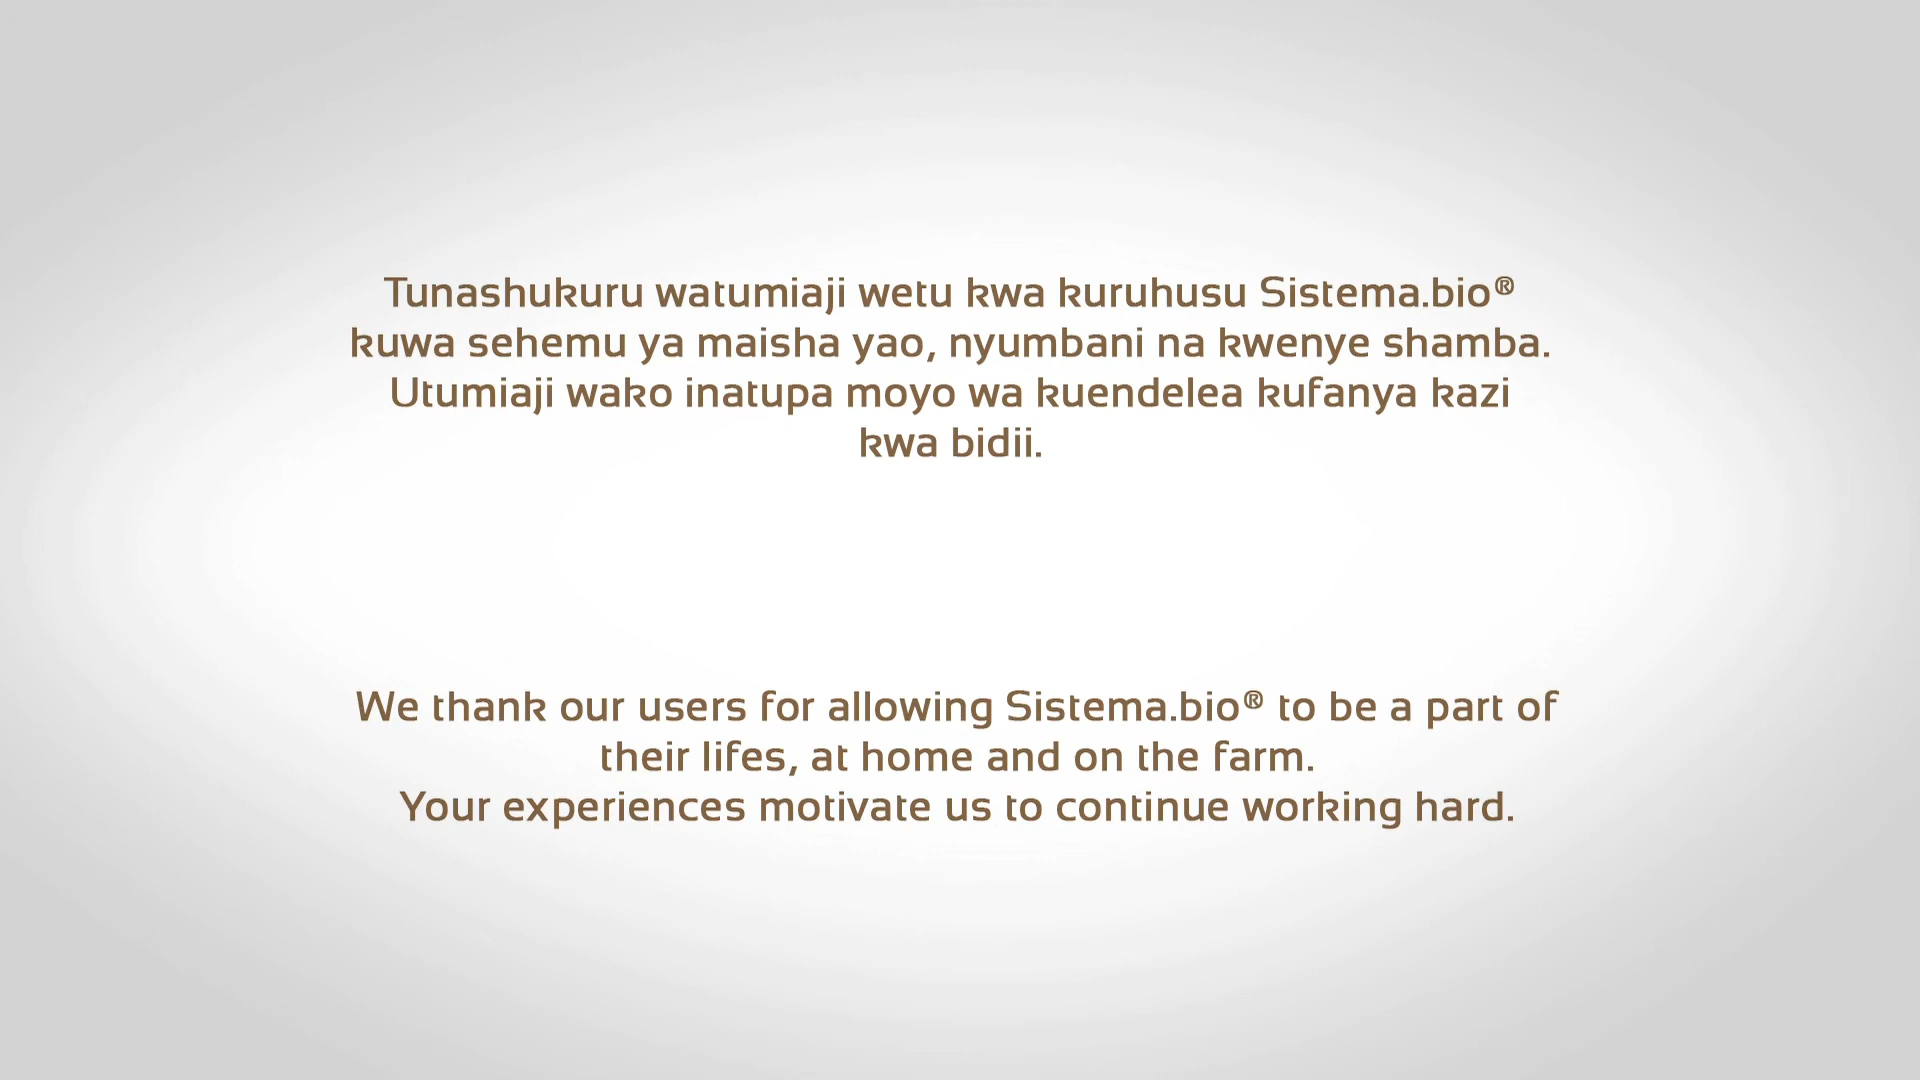 Tunashukuru watumiaji wetu kwa kuruhusu Sistema.bio®
kuwa sehemu ya maisha yao, nyumbani na kwenye shamba.
Utumiaji wako inatupa moyo wa kuendelea kufanya kazi
kwa bidii.
We thank our users for allowing Sistema.bio® to be a part of
their lifes, at home and on the farm.
Your experiences motivate us to continue working hard.